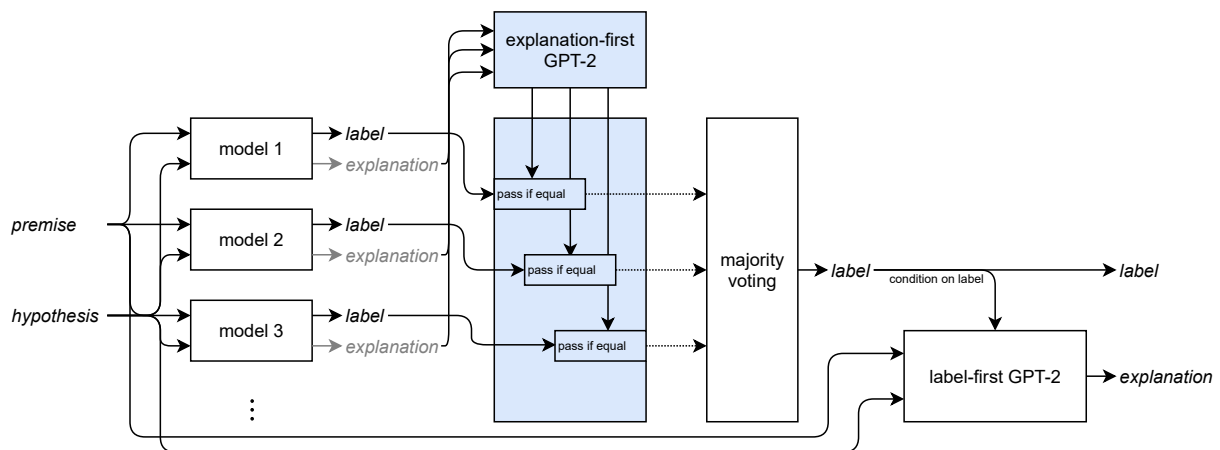 explanation-first
GPT-2
model 1
label
explanation
pass if equal
premise
model 2
label
explanation
pass if equal
majority
voting
label
condition on label
label
hypothesis
model 3
label
explanation
pass if equal
label-first GPT-2
explanation